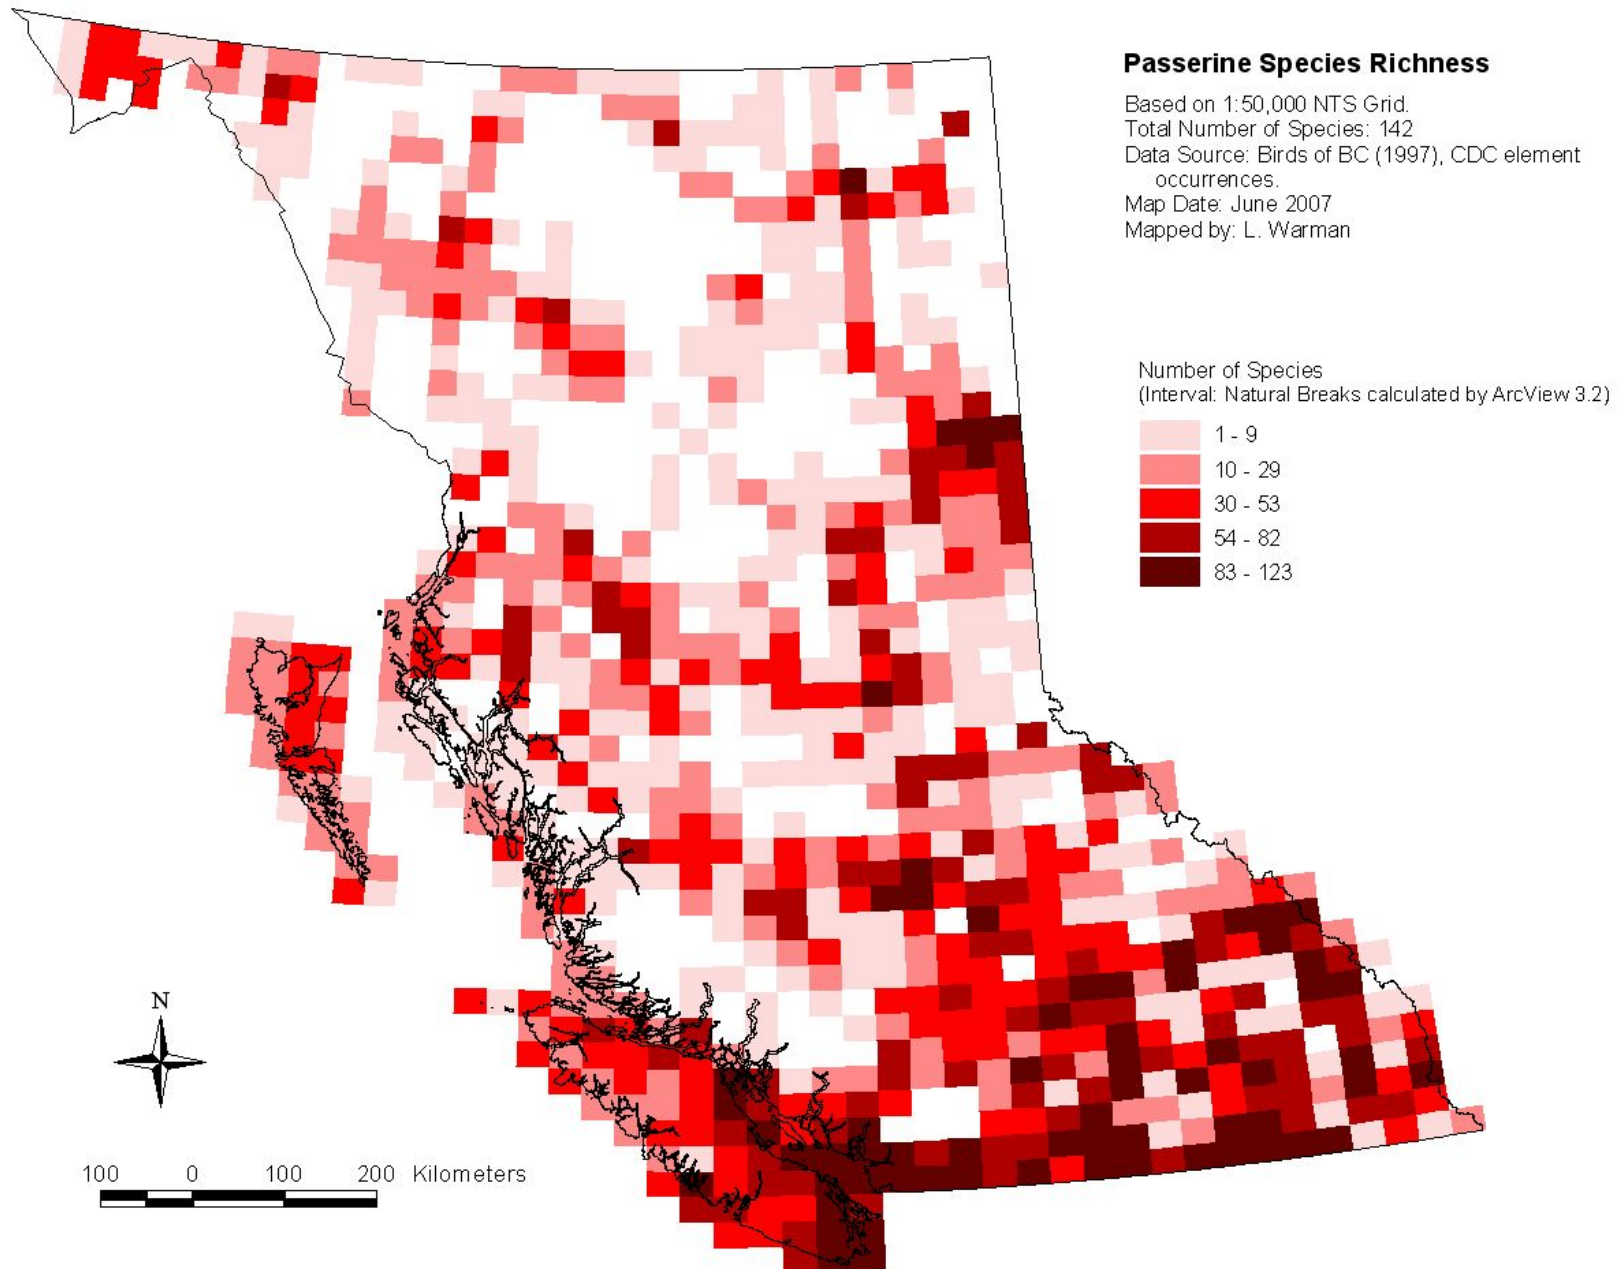 Passerine Species Richness
Based on 1:50,000 NTS Grid.
Total Number of Species: 142
Data Source: Birds of BC (1997), CDC element
occurrences.
Map Date: June 2007
Mapped by: L. Warman
Number of Species
(Interval: Natural Breaks calculated by ArcView 3.2)
1 - 9
10 - 29
30 - 53
54 - 82
83 - 123
N
100 0 100 200 Kilometers